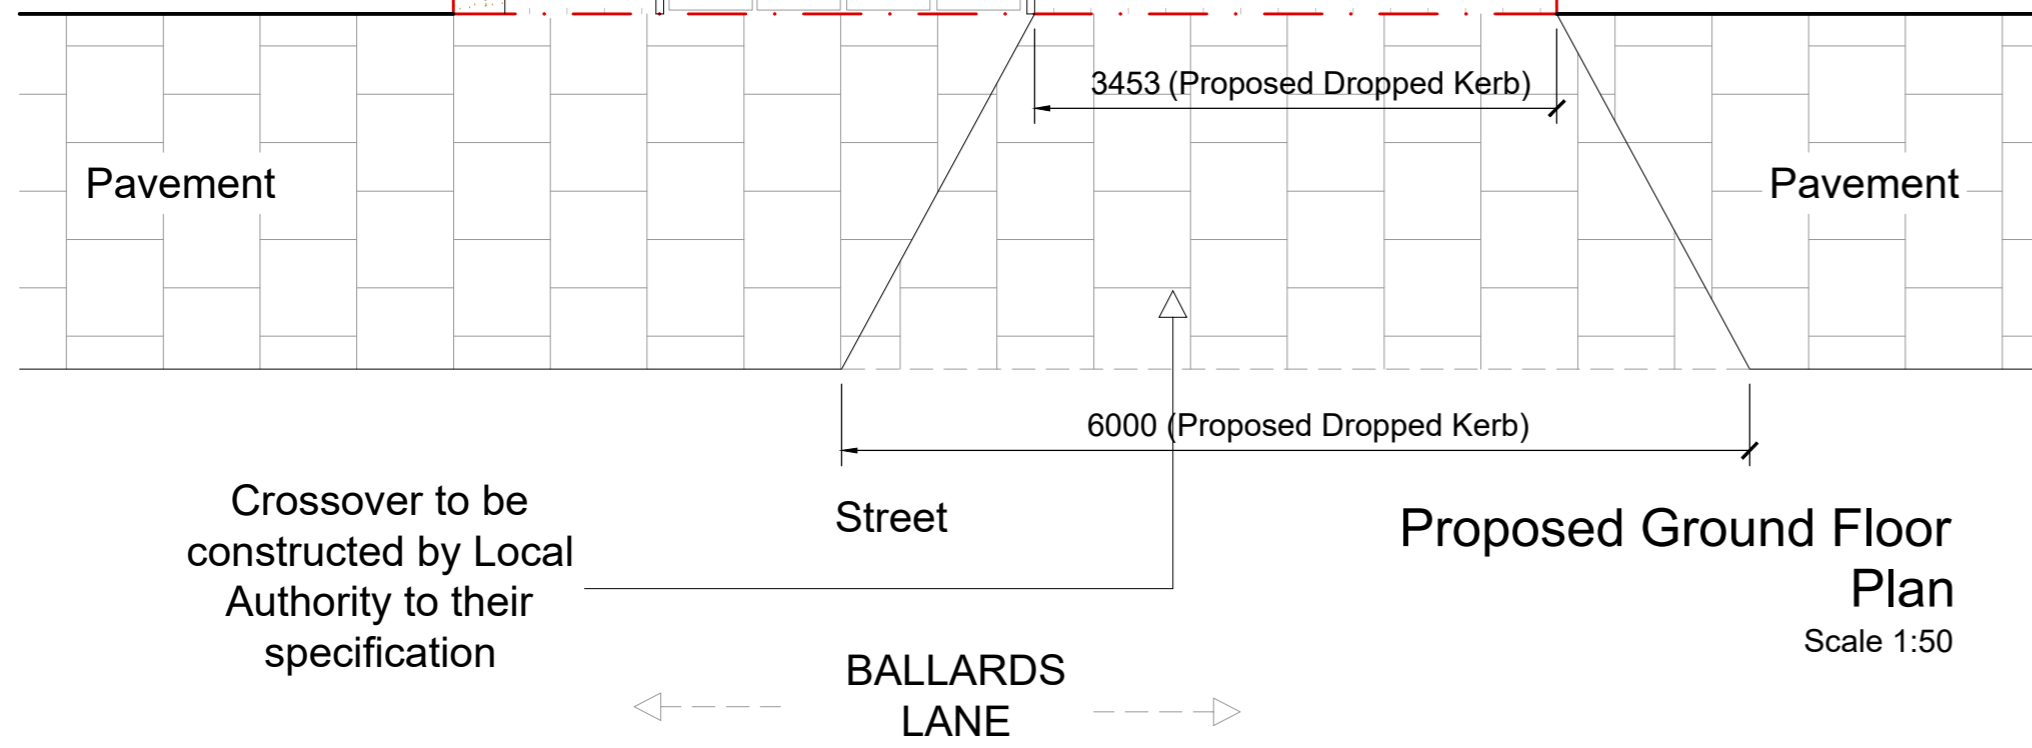 3453 (Proposed Dropped Kerb)
Pavement
Pavement
6000 (Proposed Dropped Kerb)
Crossover to be
constructed by Local
Authority to their
specification
Street
Proposed Ground Floor
Plan
Scale 1:50
BALLARDS
LANE